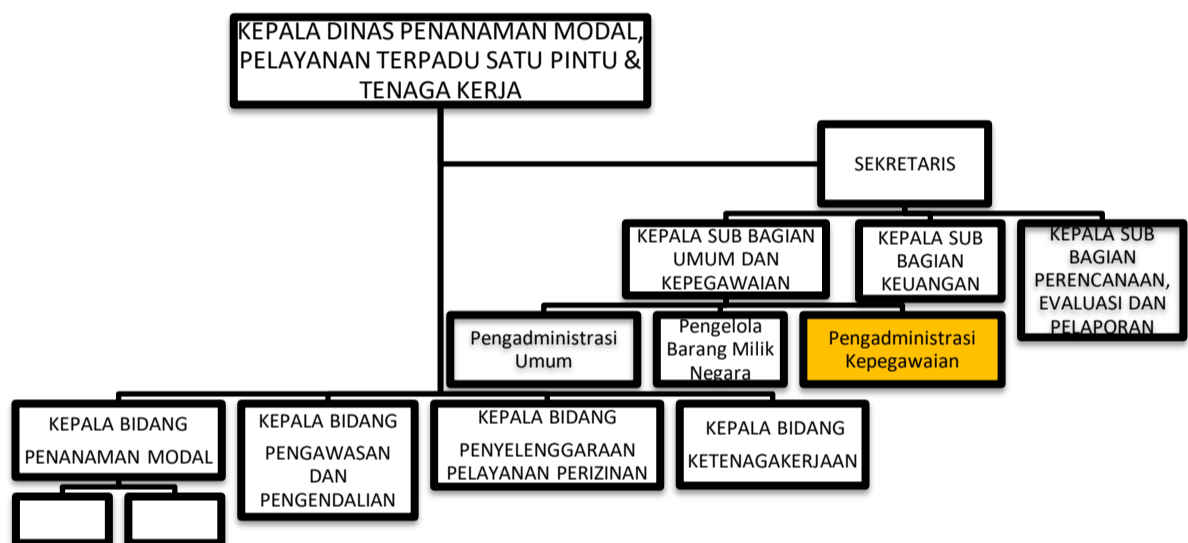 KEPALA DINAS PENANAMAN MODAL,
PELAYANAN TERPADU SATU PINTU &
TENAGA KERJA
SEKRETARIS
KEPALA SUB BAGIAN
UMUM DAN
KEPEGAWAIAN
KEPALA SUB
BAGIAN
KEUANGAN
KEPALA SUB
BAGIAN
PERENCANAAN,
EVALUASI DAN
PELAPORAN
Pengadministrasi
Umum
Pengelola
Barang Milik
Negara
Pengadministrasi
Kepegawaian
KEPALA BIDANG
PENANAMAN MODAL
KEPALA BIDANG
PENGAWASAN
DAN
PENGENDALIAN
KEPALA BIDANG
PENYELENGGARAAN
PELAYANAN PERIZINAN
KEPALA BIDANG
KETENAGAKERJAAN